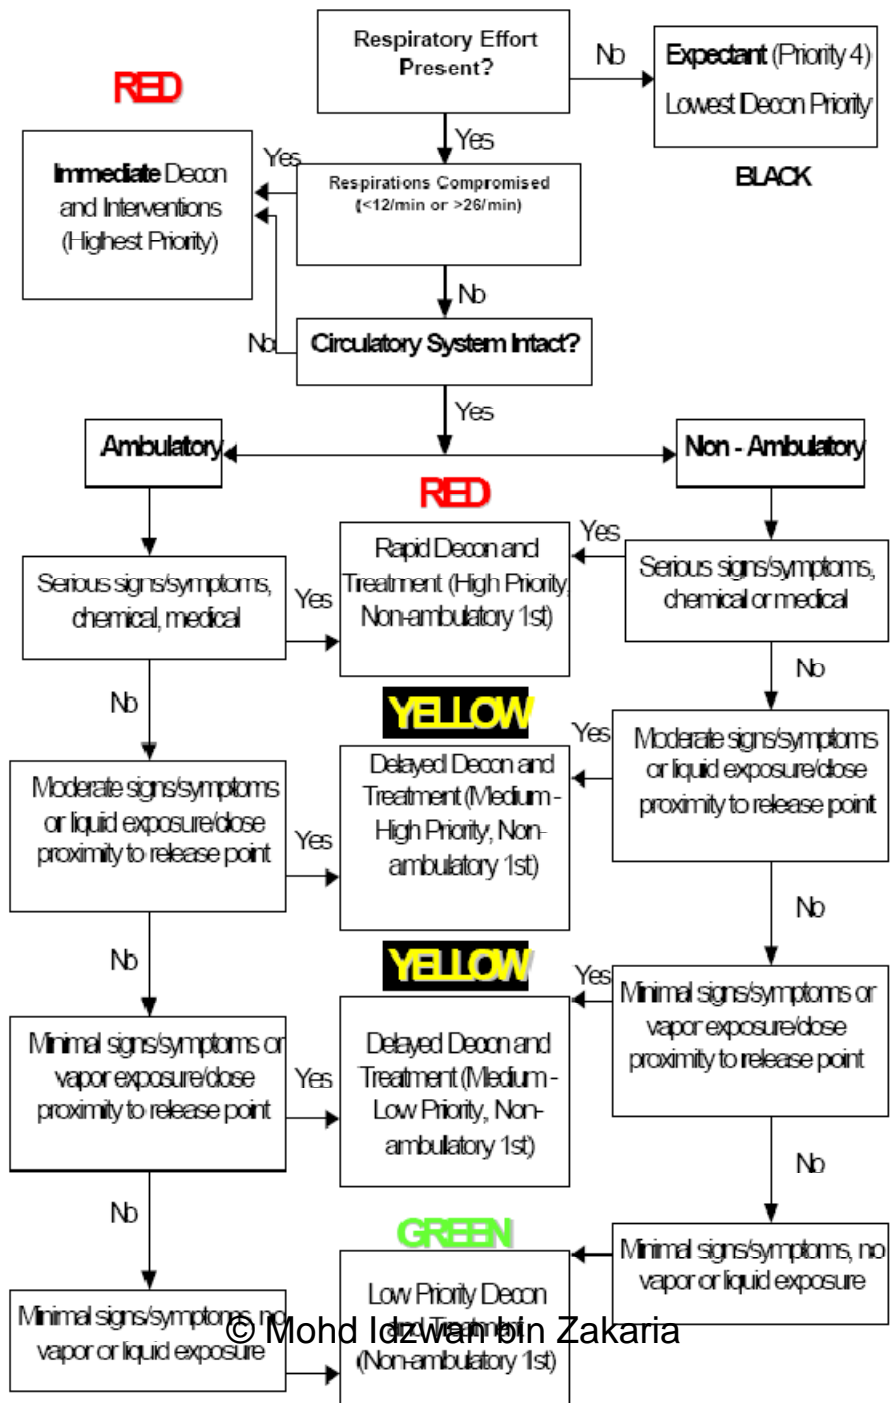 Respiratory Effort
Present?
No
Expectant (Priority 4)
Lowest Decon Priority
BLACK
RED
Yes
Immediate Decon
and Interventions
(Highest Priority)
Yes
Respirations Compromised
(<12/min or >26/min)
No
No
Circulatory System Intact?
Yes
Ambulatory
Non - Ambulatory
RED
Serious signs/symptoms,
chemical, medical
Yes
Rapid Decon and
Treatment (High Priority,
Non-ambulatory 1st)
Yes
Serious signs/symptoms,
chemical or medical
No
No
YELLOW
Moderate signs/symptoms
or liquid exposure/close
proximity to release point
Yes
Delayed Decon and
Treatment (Medium -
High Priority, Non-
ambulatory 1st)
Yes
Moderate signs/symptoms
or liquid exposure/close
proximity to release point
No
No
YELLOW
Minimal signs/symptoms or
vapor exposure/close
proximity to release point
Yes
Delayed Decon and
Treatment (Medium -
Low Priority, Non-
ambulatory 1st)
Yes
Minimal signs/symptoms or
vapor exposure/close
proximity to release point
No
No
GREEN
Minimal signs/symptoms, no
vapor or liquid exposure
Low Priority Decon
and Treatment
(Non-ambulatory 1st)
Minimal signs/symptoms, no
vapor or liquid exposure
© Mohd Idzwan bin Zakaria